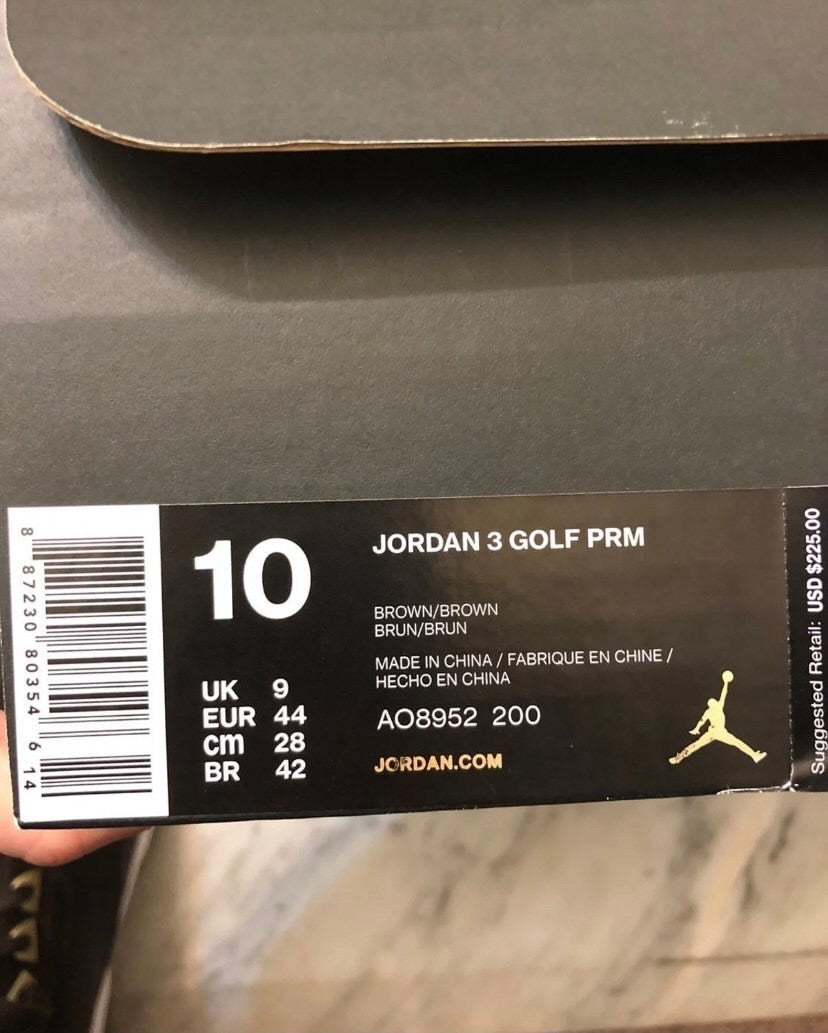 8 87230 80354 6 14
10
UK 9
EUR 44
cm 28
BR 42
JORDAN 3 GOLF PRM
BROWN/BROWN
BRUN/BRUN
MADE IN CHINA / FABRIQUE EN CHINE /
HECHO EN CHINA
AO8952 200
JORDAN.COM
Suggested Retail: USD $225.00